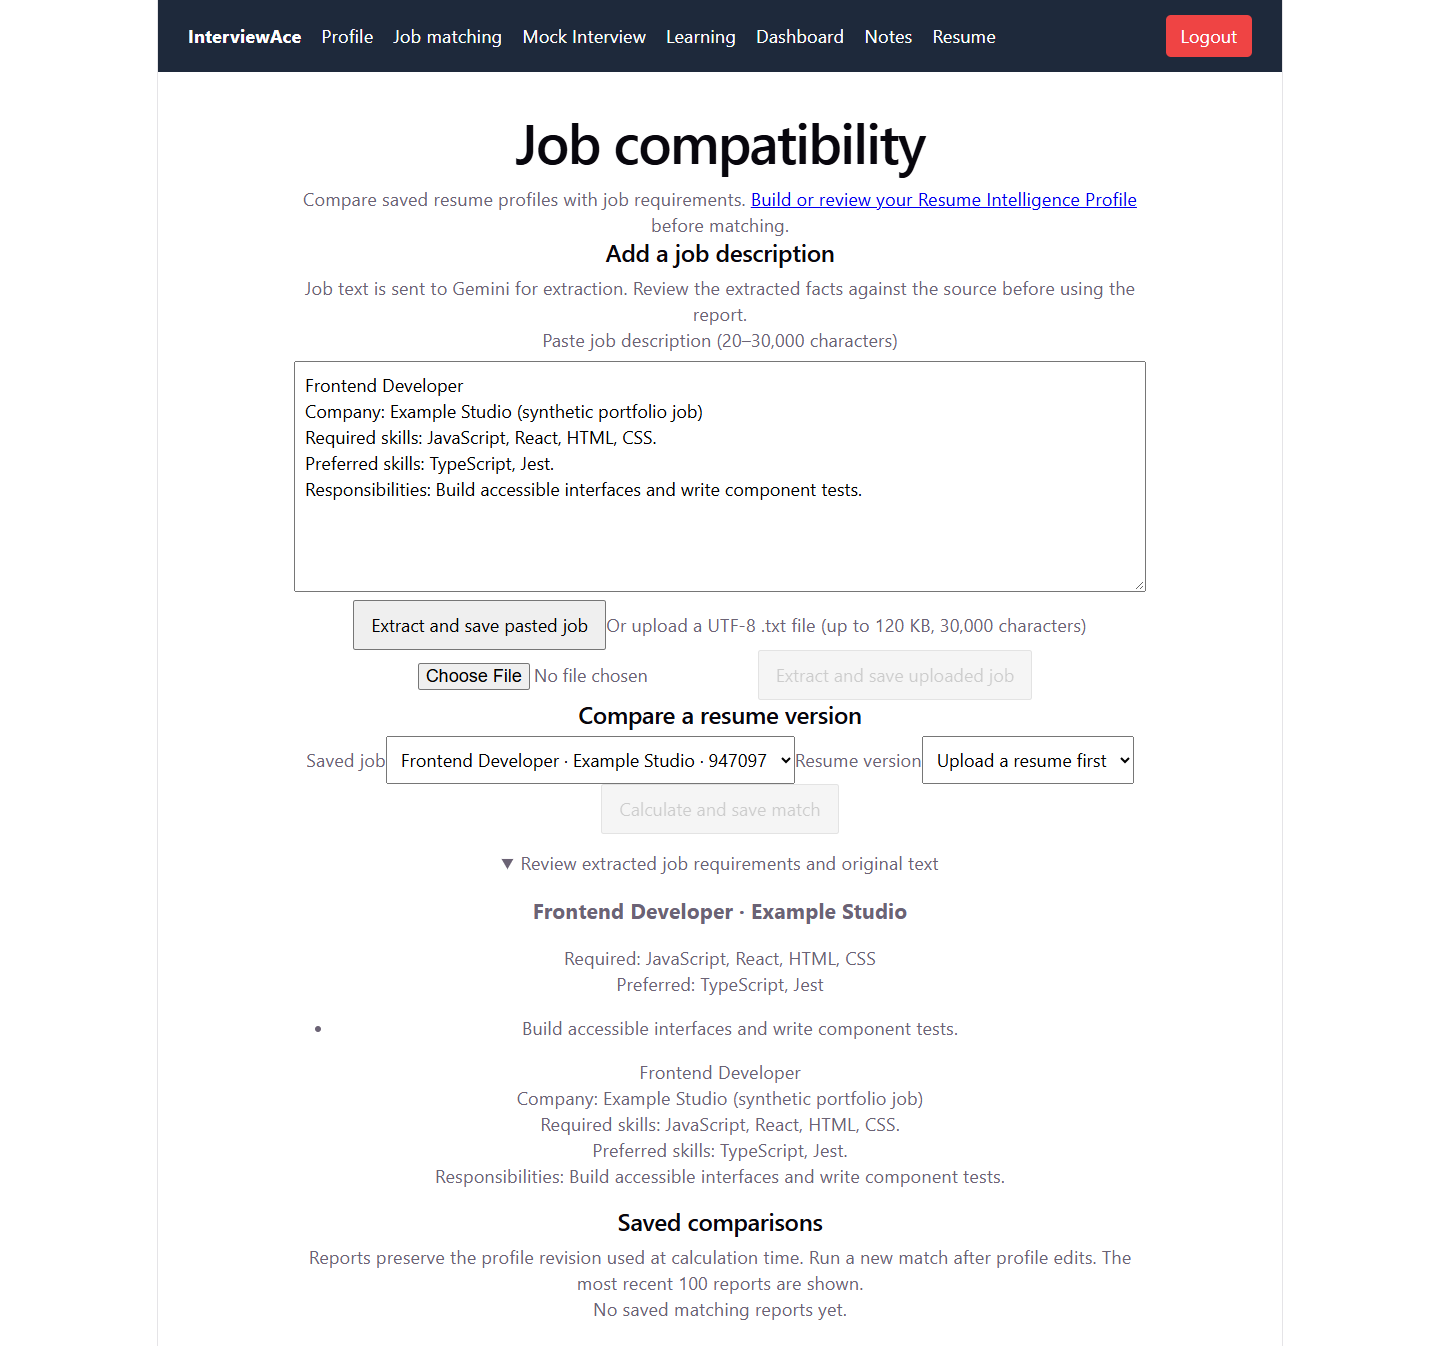 InterviewAce Profile Job matching Mock Interview Learning Dashboard Notes Resume Logout
Job compatibility
Compare saved resume profiles with job requirements. Build or review your Resume Intelligence Profile
before matching.
Add a job description
Job text is sent to Gemini for extraction. Review the extracted facts against the source before using the
report.
Paste job description (20–30,000 characters)
Frontend Developer
Company: Example Studio (synthetic portfolio job)
Required skills: JavaScript, React, HTML, CSS.
Preferred skills: TypeScript, Jest.
Responsibilities: Build accessible interfaces and write component tests.
Extract and save pasted job Or upload a UTF-8 .txt file (up to 120 KB, 30,000 characters)
Choose File No file chosen Extract and save uploaded job
Compare a resume version
Saved job Frontend Developer · Example Studio · 947097 Resume version Upload a resume first
Calculate and save match
▼ Review extracted job requirements and original text
Frontend Developer · Example Studio
Required: JavaScript, React, HTML, CSS
Preferred: TypeScript, Jest
• Build accessible interfaces and write component tests.
Frontend Developer
Company: Example Studio (synthetic portfolio job)
Required skills: JavaScript, React, HTML, CSS.
Preferred skills: TypeScript, Jest.
Responsibilities: Build accessible interfaces and write component tests.
Saved comparisons
Reports preserve the profile revision used at calculation time. Run a new match after profile edits. The
most recent 100 reports are shown.
No saved matching reports yet.